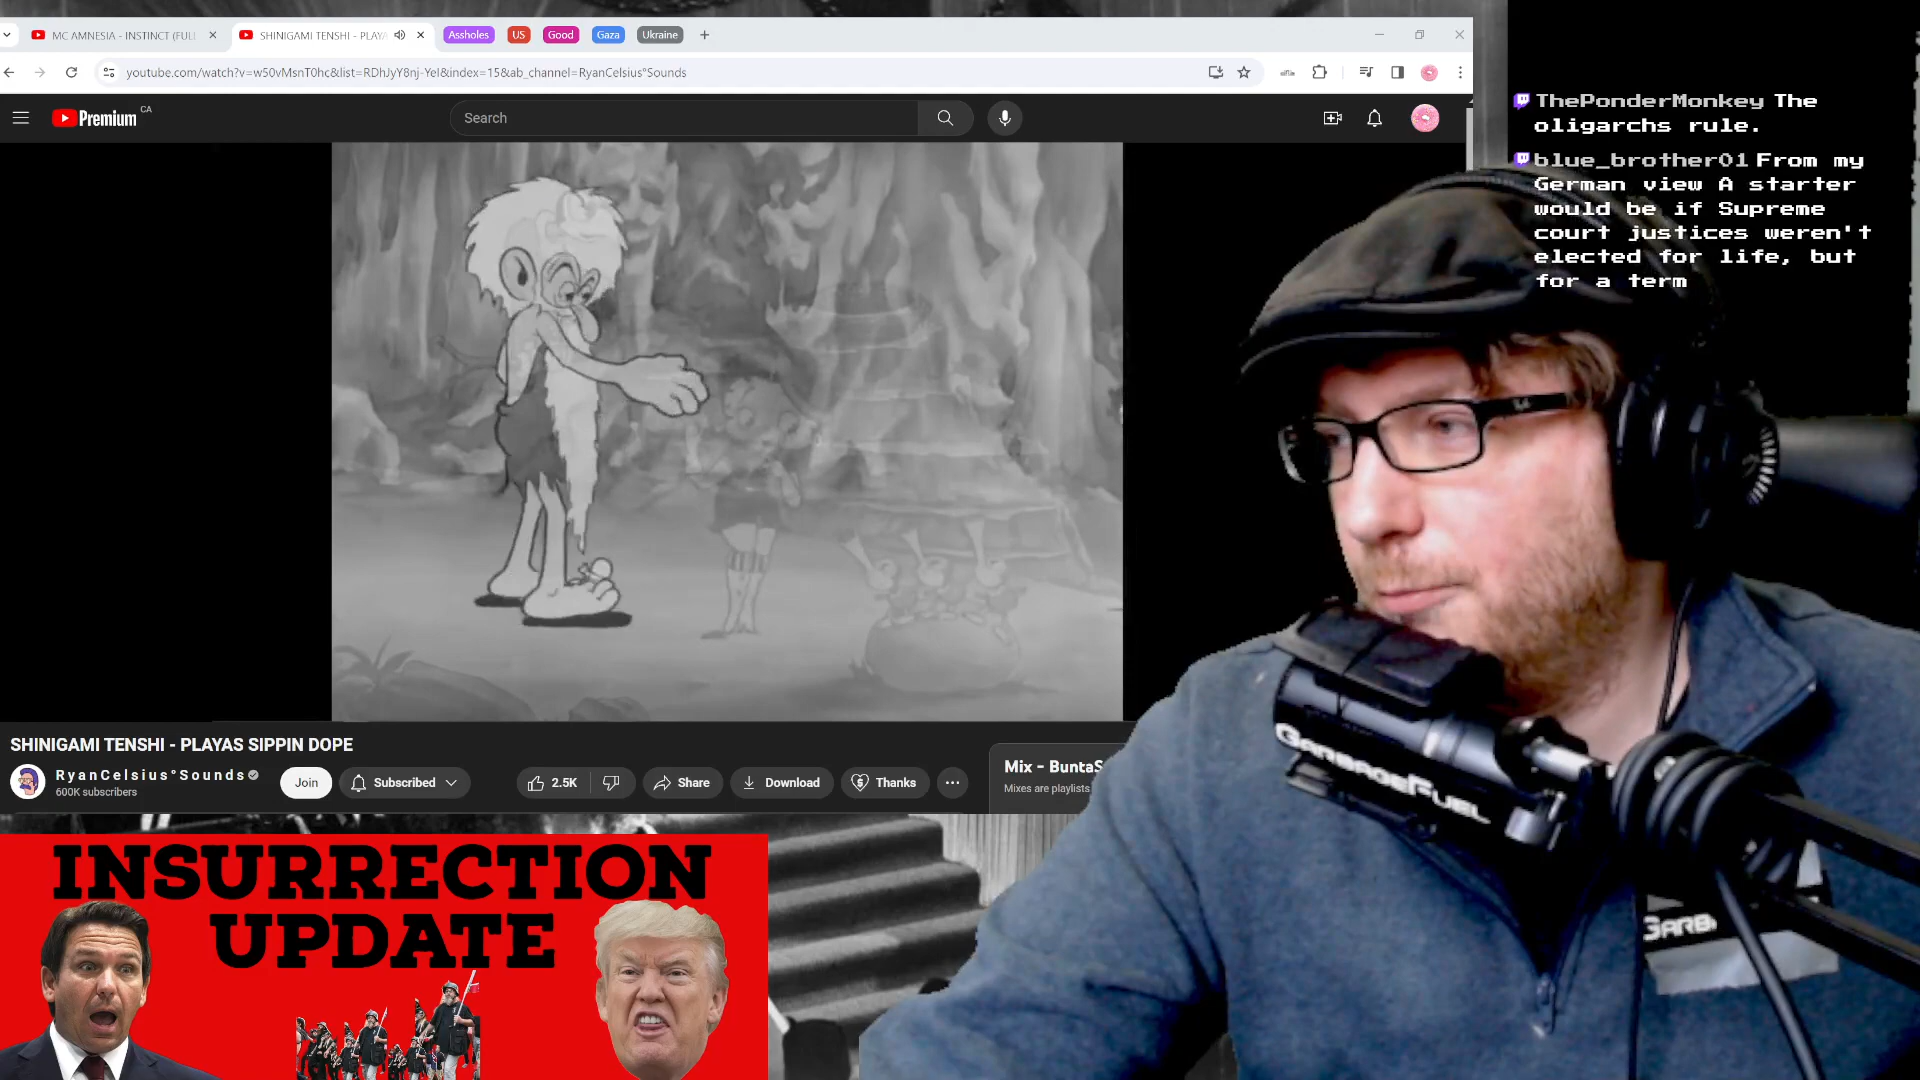 MC AMNESIA - INSTINCT (FULL
SHINIGAMI TENSHI - PLAYA
Assholes
US
Good
Gaza
Ukraine
youtube.com/watch?v=w50vMsnT0hc&list=RDhJyY8nj-YeI&index=15&ab_channel=RyanCelsius°Sounds
Premium
CA
Search
ThePonderMonkey The
oligarchs rule.
blue_brother01 From my
German view A starter
would be if Supreme
court justices weren't
elected for life, but
for a term
SHINIGAMI TENSHI - PLAYAS SIPPIN DOPE
RyanCelsius°Sounds
600K subscribers
Join
Subscribed
2.5K
Share
Download
Thanks
Mix - BuntaS
Mixes are playlists
INSURRECTION
UPDATE
GARBAGEFUEL
GARB